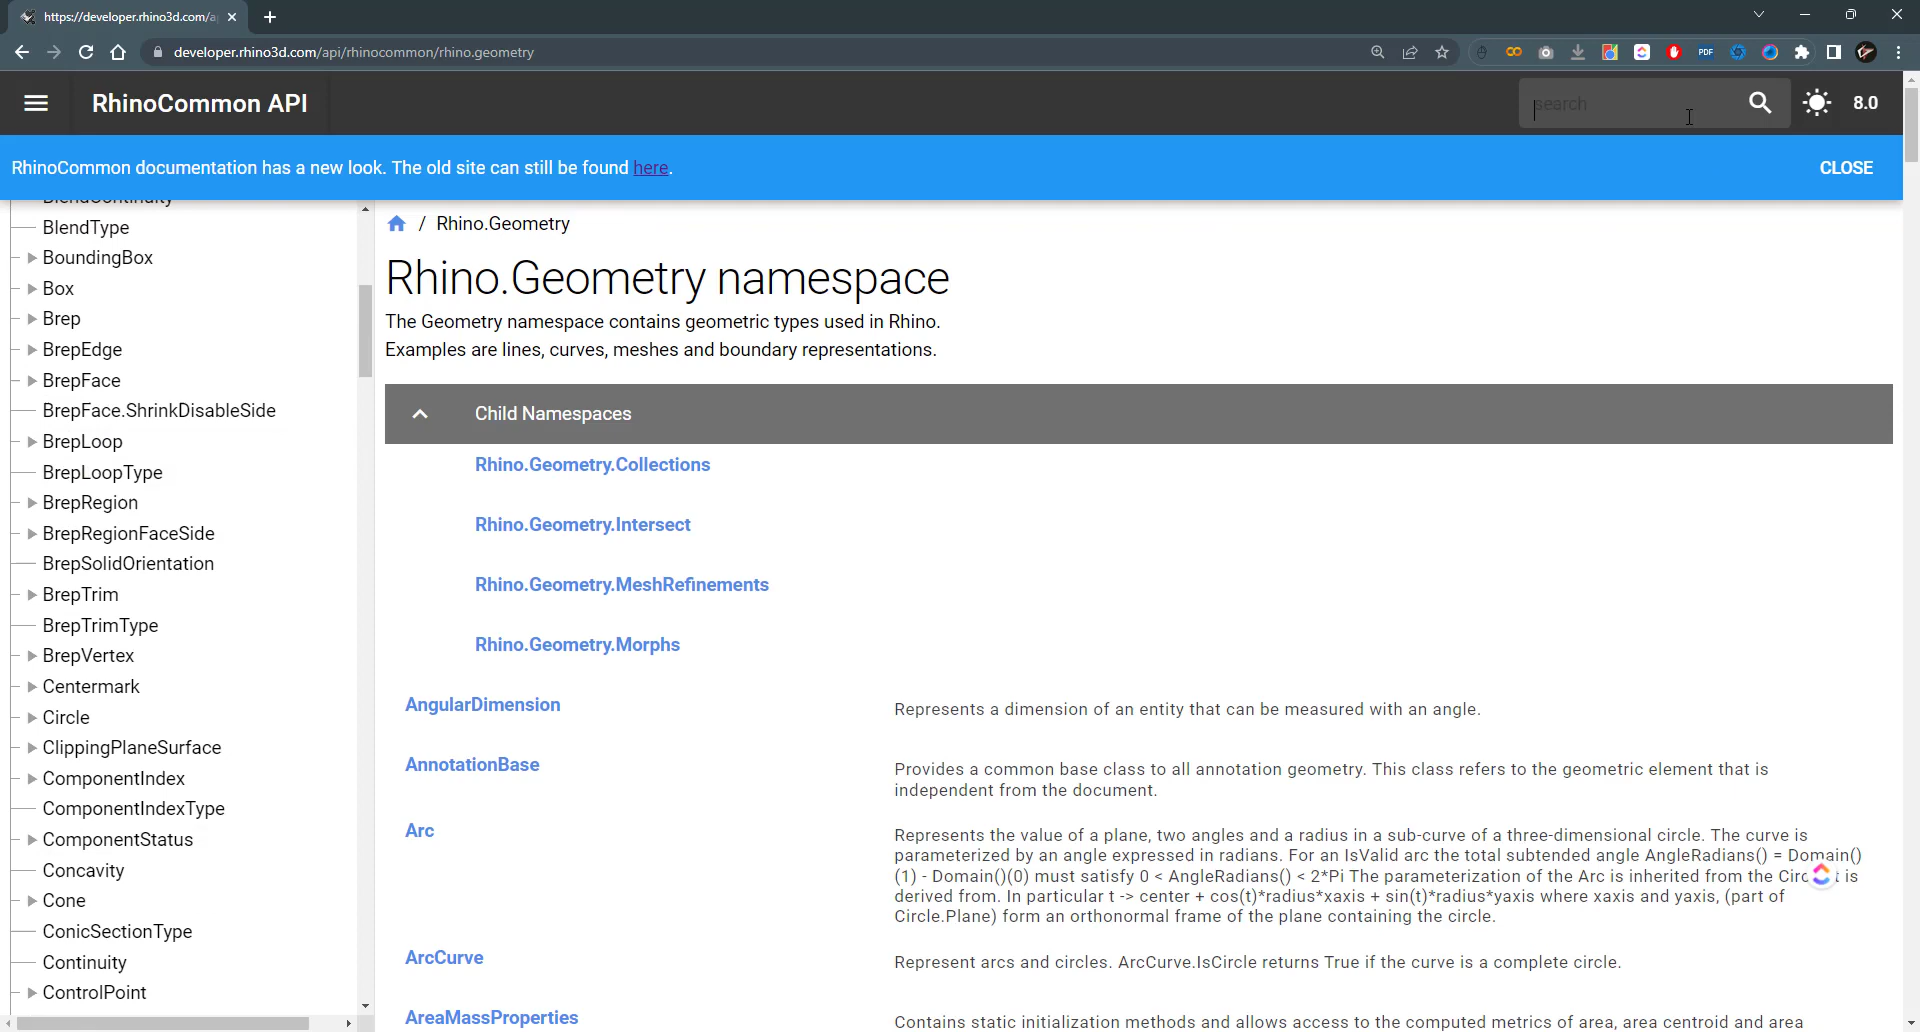 https://developer.rhino3d.com/a
developer.rhino3d.com/api/rhinocommon/rhino.geometry
PDF
RhinoCommon API
search
8.0
RhinoCommon documentation has a new look. The old site can still be found here.
CLOSE
BlendContinuity
BlendType
BoundingBox
Box
Brep
BrepEdge
BrepFace
BrepFace.ShrinkDisableSide
BrepLoop
BrepLoopType
BrepRegion
BrepRegionFaceSide
BrepSolidOrientation
BrepTrim
BrepTrimType
BrepVertex
Centermark
Circle
ClippingPlaneSurface
ComponentIndex
ComponentIndexType
ComponentStatus
Concavity
Cone
ConicSectionType
Continuity
ControlPoint
/ Rhino.Geometry
Rhino.Geometry namespace
The Geometry namespace contains geometric types used in Rhino.
Examples are lines, curves, meshes and boundary representations.
Child Namespaces
Rhino.Geometry.Collections
Rhino.Geometry.Intersect
Rhino.Geometry.MeshRefinements
Rhino.Geometry.Morphs
AngularDimension
Represents a dimension of an entity that can be measured with an angle.
AnnotationBase
Provides a common base class to all annotation geometry. This class refers to the geometric element that is
independent from the document.
Arc
Represents the value of a plane, two angles and a radius in a sub-curve of a three-dimensional circle. The curve is
parameterized by an angle expressed in radians. For an IsValid arc the total subtended angle AngleRadians() = Domain()
(1) - Domain()(0) must satisfy 0 < AngleRadians() < 2*Pi The parameterization of the Arc is inherited from the Circ t is
derived from. In particular t -> center + cos(t)*radius*xaxis + sin(t)*radius*yaxis where xaxis and yaxis, (part of
Circle.Plane) form an orthonormal frame of the plane containing the circle.
ArcCurve
Represent arcs and circles. ArcCurve.IsCircle returns True if the curve is a complete circle.
AreaMassProperties
Contains static initialization methods and allows access to the computed metrics of area, area centroid and area